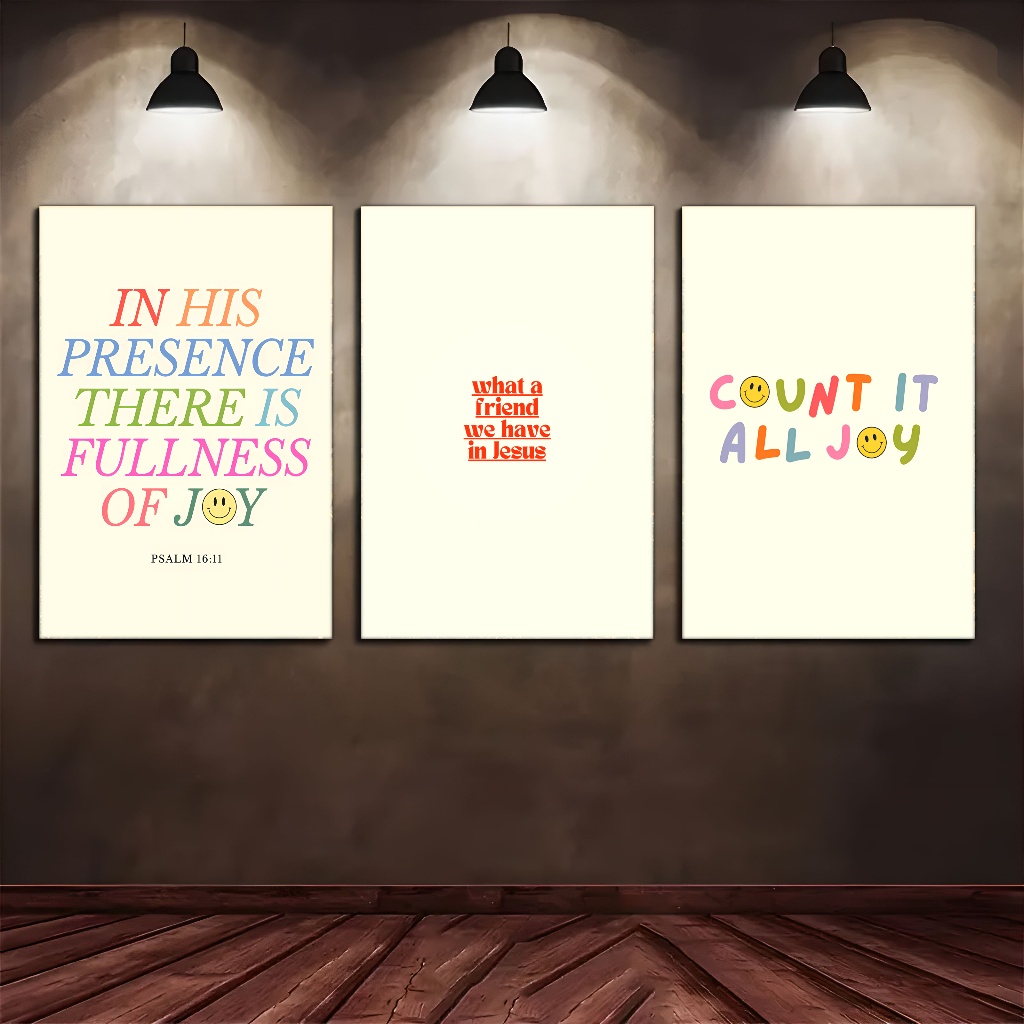 IN HIS
PRESENCE
THERE IS
FULLNESS
OF JOY
PSALM 16:11
what a
friend
we have
in Jesus
COUNT IT
ALL JOY